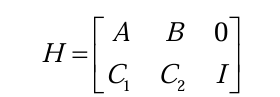 H = [ A B 0
C₁ C₂ I ]